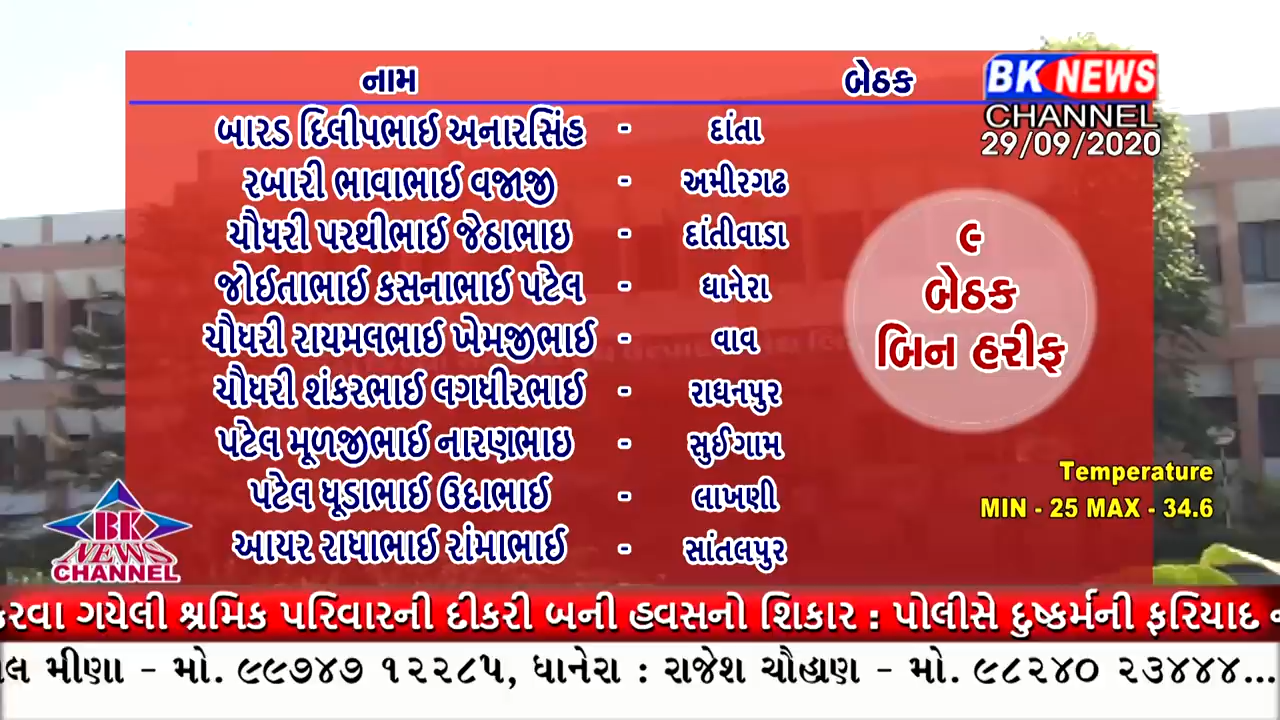 નામ બેઠક
બારડ દિલીપભાઈ અનારસિંહ - દાંતા
રબારી ભાવાભાઈ વજાજી - અમીરગઢ
ચૌધરી પરથીભાઈ જેઠાભાઇ - દાંતીવાડા
જોઈતાભાઈ કસનાભાઈ પટેલ - ધાનેરા
ચૌધરી રાયમલભાઈ ખેમજીભાઈ - વાવ
ચૌધરી શંકરભાઈ લગધીરભાઈ - રાધનપુર
પટેલ મૂળજીભાઈ નારણભાઇ - સુઈગામ
પટેલ ધૂડાભાઈ ઉદાભાઈ - લાખણી
આયર રાધાભાઈ રાંમાભાઈ - સાંતલપુર
BK NEWS
CHANNEL
29/09/2020
૯
બેઠક
બિન હરીફ
Temperature
MIN - 25 MAX - 34.6
BK
NEWS
CHANNEL
કરવા ગયેલી શ્રમિક પરિવારની દીકરી બની હવસનો શિકાર : પોલીસે દુષ્કર્મની ફરિયાદ
મીણા - મો. ૯૯૭૪૭ ૧૨૨૮૫, ધાનેરા : રાજેશ ચૌહાણ - મો. ૯૮૨૪૦ ૨૩૪૪૪...